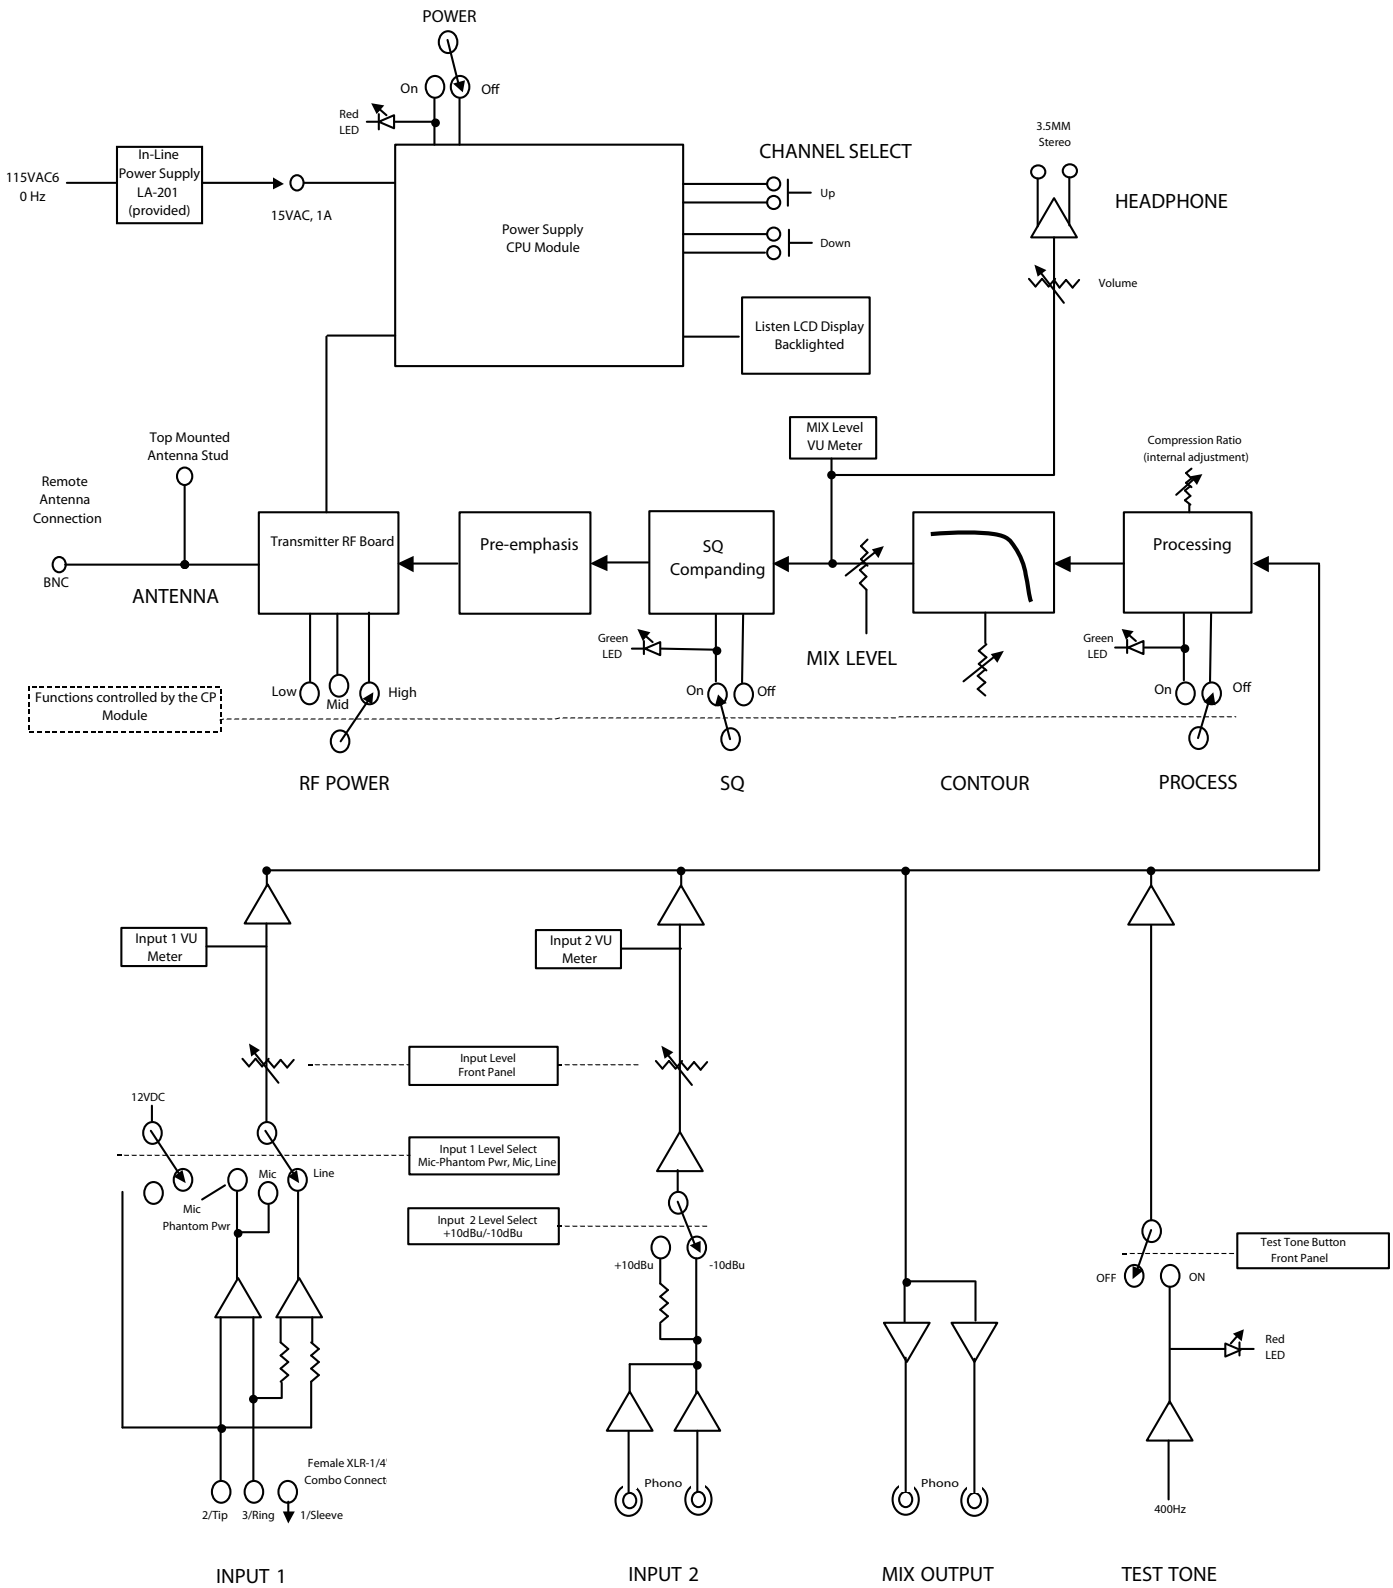 POWER
On
Off
Red
LED
3.5MM
Stereo
CHANNEL SELECT
In-Line
Power Supply
LA-201
(provided)
115VAC6
0 Hz
15VAC, 1A
Up
HEADPHONE
Power Supply
CPU Module
Down
Volume
Listen LCD Display
Backlighted
MIX Level
VU Meter
Top Mounted
Antenna Stud
Compression Ratio
(internal adjustment)
Remote
Antenna
Connection
Transmitter RF Board
Pre-emphasis
SQ
Companding
Processing
BNC
ANTENNA
Green
LED
MIX LEVEL
Green
LED
Low
Mid
High
On
Off
On
Off
Functions controlled by the CP
Module
RF POWER
SQ
CONTOUR
PROCESS
Input 1 VU
Meter
Input 2 VU
Meter
Input Level
Front Panel
12VDC
Input 1 Level Select
Mic-Phantom Pwr, Mic, Line
Mic
Line
Mic
Phantom Pwr
Input  2 Level Select
+10dBu/-10dBu
+10dBu
-10dBu
Test Tone Button
Front Panel
OFF
ON
Red
LED
Female XLR-1/4'
Combo Connect
Phono
Phono
2/Tip
3/Ring
1/Sleeve
400Hz
INPUT 1
INPUT 2
MIX OUTPUT
TEST TONE